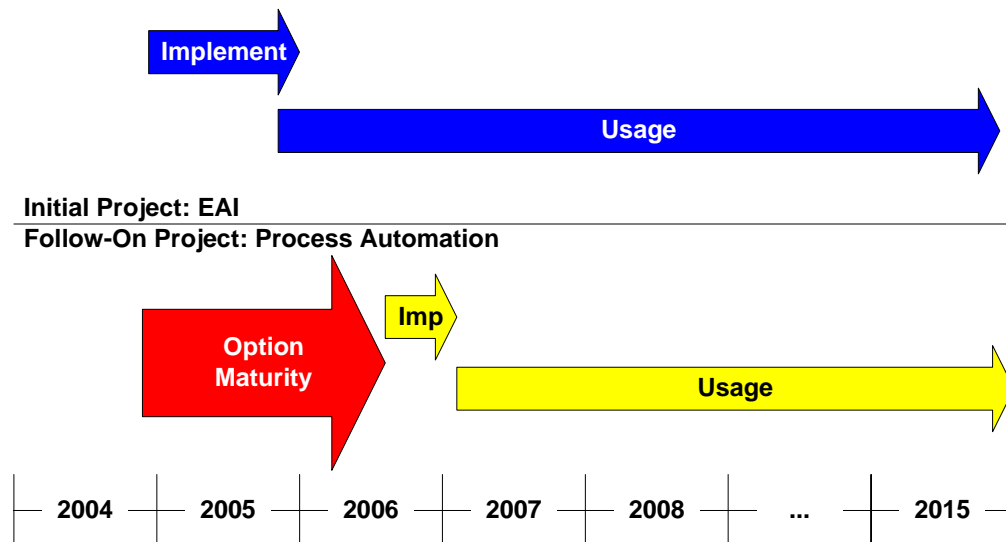 Implement
Usage
Initial Project: EAI
Follow-On Project: Process Automation
Imp
Option
Maturity
Usage
2004 2005 2006 2007 2008 ... 2015